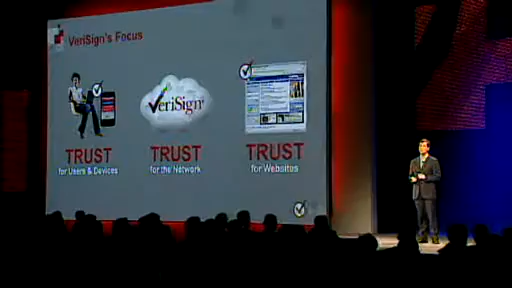 VeriSign's Focus
VeriSign
TRUST
for Users & Devices
TRUST
for the Network
TRUST
for Websites